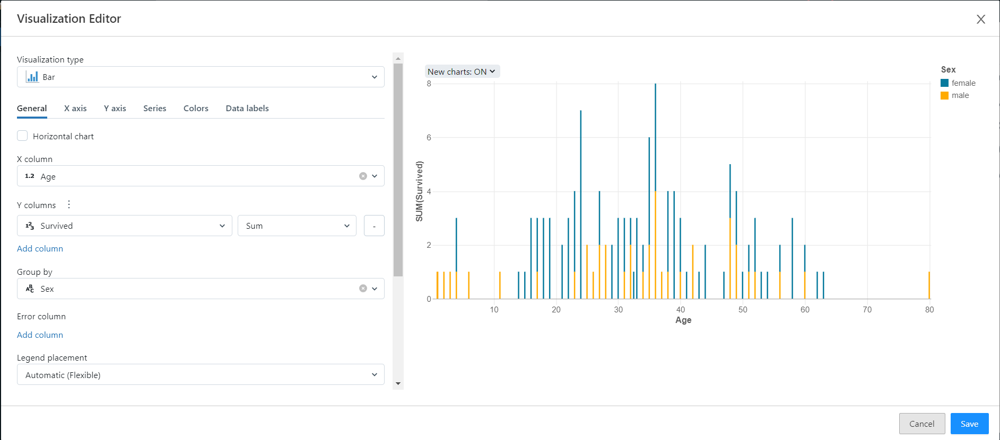 Visualization Editor
Visualization type
Bar
General X axis Y axis Series Colors Data labels
Horizontal chart
X column
1.2 Age
Y columns
123 Survived Sum -
Add column
Group by
ABC Sex
Error column
Add column
Legend placement
Automatic (Flexible)
New charts: ON
Sex
female
male
8
6
4
2
0
SUM(Survived)
10 20 30 40 50 60 70 80
Age
Cancel Save